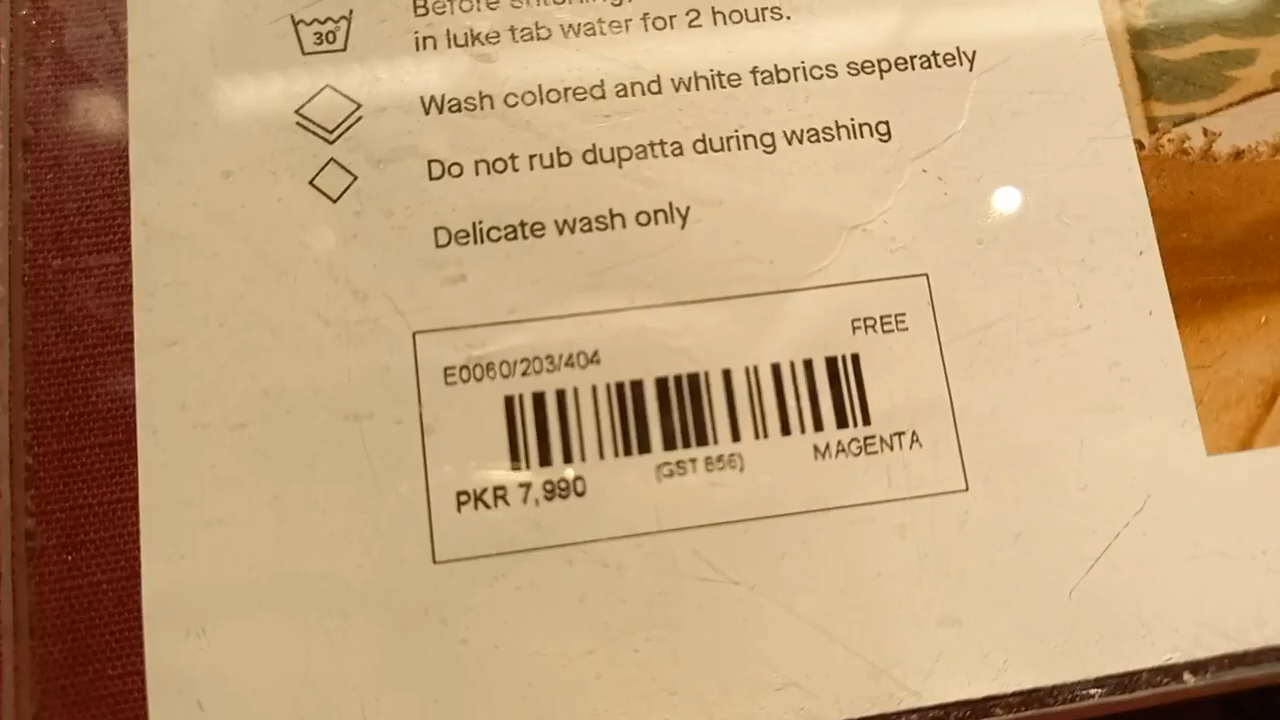 Before
30°
in luke tab water for 2 hours.
Wash colored and white fabrics seperately
Do not rub dupatta during washing
Delicate wash only
FREE
E0060/203/404
(GST 856)
MAGENTA
PKR 7,990